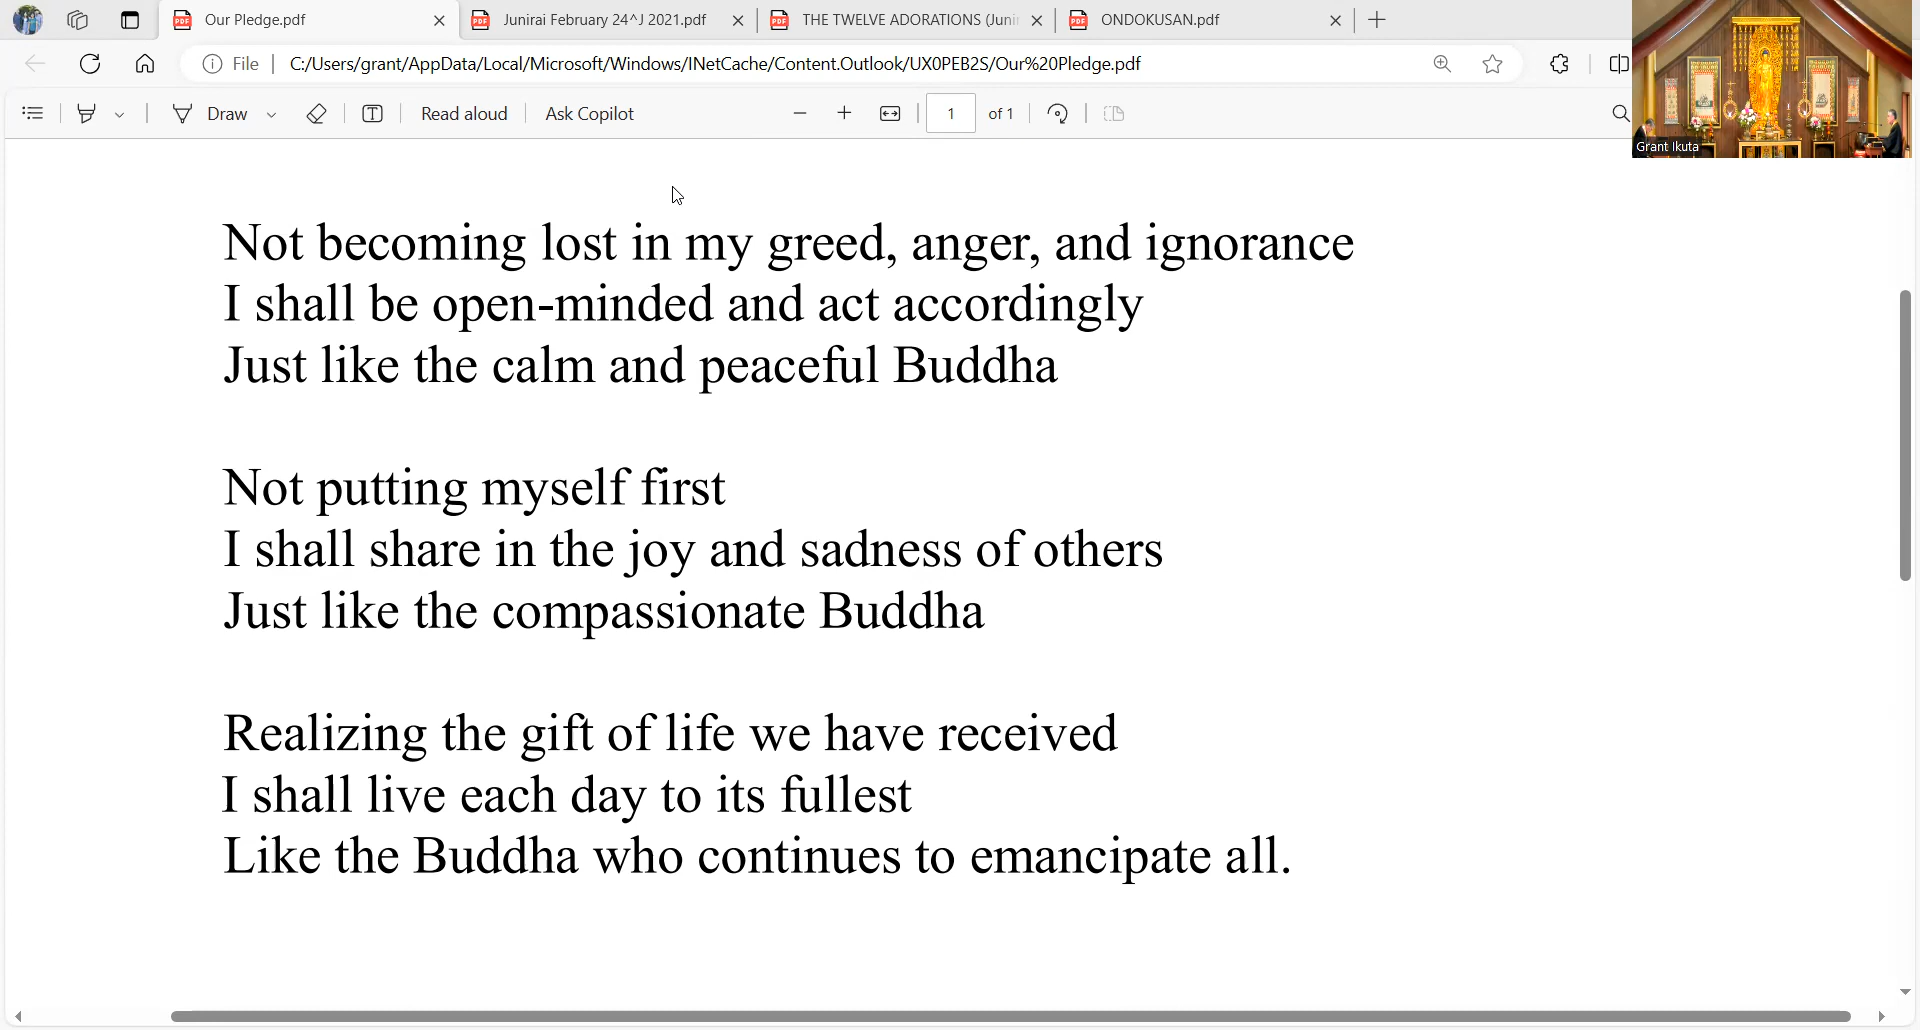 Our Pledge.pdf
Junirai February 24^J 2021.pdf
THE TWELVE ADORATIONS (Juni
ONDOKUSAN.pdf
File
C:/Users/grant/AppData/Local/Microsoft/Windows/INetCache/Content.Outlook/UX0PEB2S/Our%20Pledge.pdf
Draw
Read aloud
Ask Copilot
1
of 1
Grant Ikuta
Not becoming lost in my greed, anger, and ignorance
I shall be open-minded and act accordingly
Just like the calm and peaceful Buddha
Not putting myself first
I shall share in the joy and sadness of others
Just like the compassionate Buddha
Realizing the gift of life we have received
I shall live each day to its fullest
Like the Buddha who continues to emancipate all.